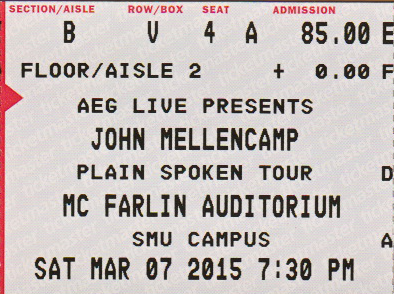 SECTION/AISLE ROW/BOX SEAT ADMISSION
B V 4 A 85.00 E
FLOOR/AISLE 2 + 0.00 F
AEG LIVE PRESENTS
JOHN MELLENCAMP
PLAIN SPOKEN TOUR D
MC FARLIN AUDITORIUM
SMU CAMPUS A
SAT MAR 07 2015 7:30 PM